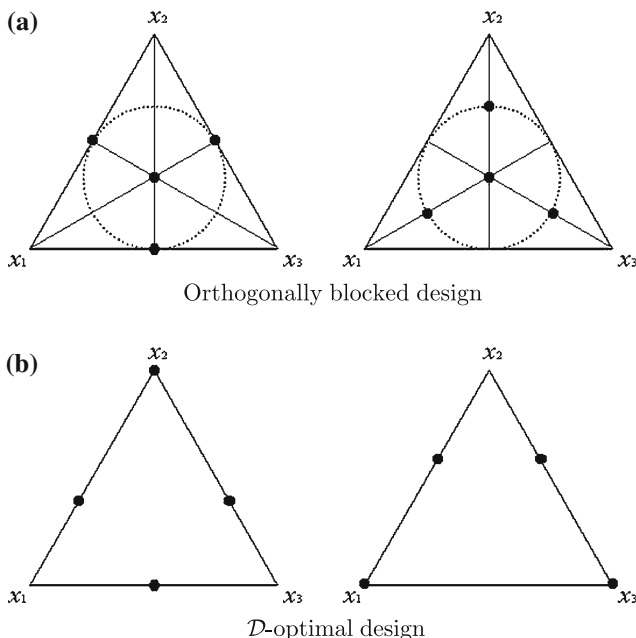 (a)
x₂ x₂
x₁ x₃ x₁ x₃
Orthogonally blocked design
(b)
x₂ x₂
x₁ x₃ x₁ x₃
𝒟-optimal design